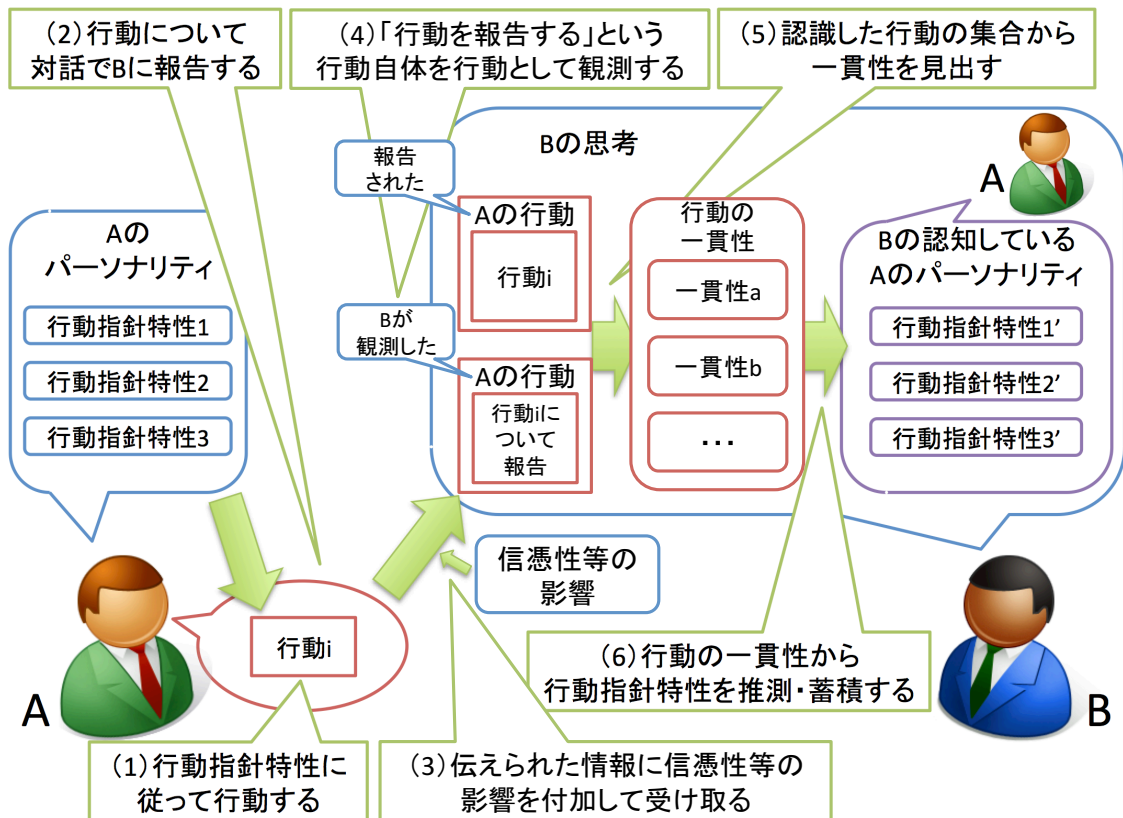 (2)行動について
対話でBに報告する
(4)「行動を報告する」という
行動自体を行動として観測する
(5)認識した行動の集合から
一貫性を見出す
Aの
パーソナリティ
行動指針特性1
行動指針特性2
行動指針特性3
A
行動i
(1)行動指針特性に
従って行動する
信憑性等の
影響
(3)伝えられた情報に信憑性等の
影響を付加して受け取る
Bの思考
報告
された
Aの行動
行動i
Bが
観測した
Aの行動
行動iに
ついて
報告
行動の
一貫性
一貫性a
一貫性b
…
A
Bの認知している
Aのパーソナリティ
行動指針特性1’
行動指針特性2’
行動指針特性3’
(6)行動の一貫性から
行動指針特性を推測・蓄積する
B